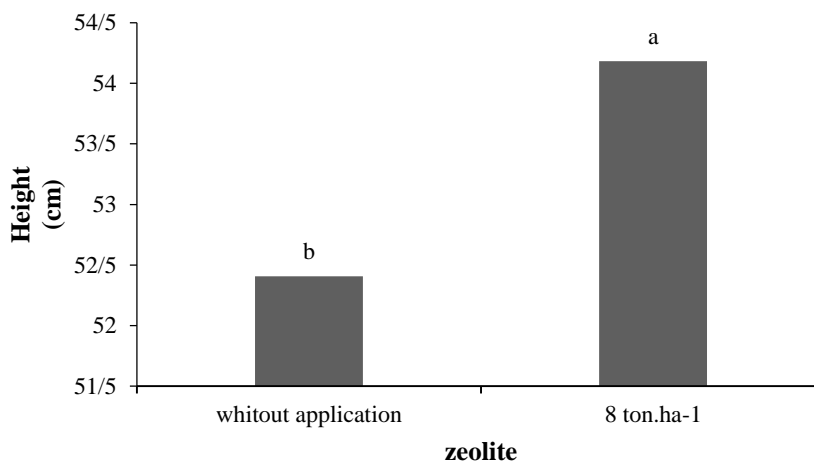 54/5
54
53/5
53
52/5
52
51/5
Height
(cm)
a
b
whitout application
8 ton.ha-1
zeolite